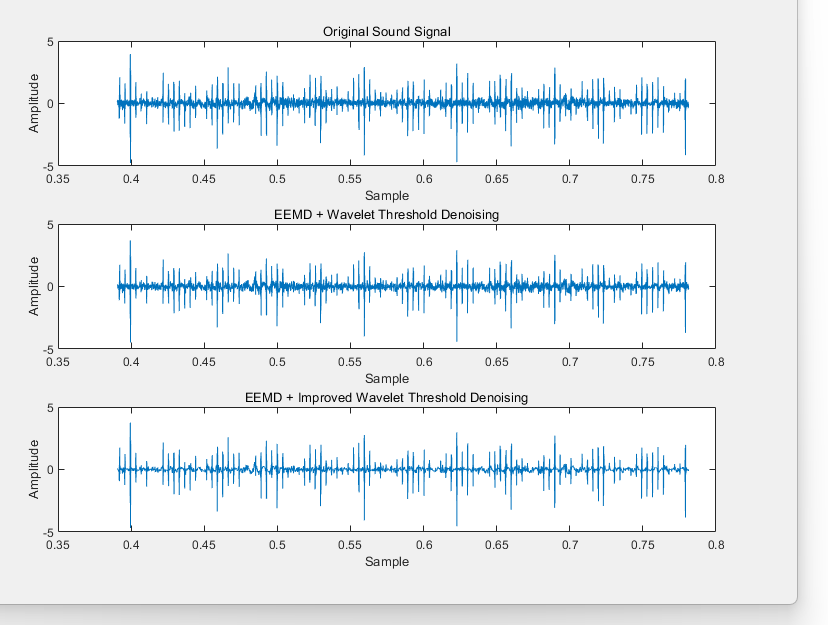 Original Sound Signal
5
0
-5
Amplitude
0.35 0.4 0.45 0.5 0.55 0.6 0.65 0.7 0.75 0.8
Sample
EEMD + Wavelet Threshold Denoising
5
0
-5
Amplitude
0.35 0.4 0.45 0.5 0.55 0.6 0.65 0.7 0.75 0.8
Sample
EEMD + Improved Wavelet Threshold Denoising
5
0
-5
Amplitude
0.35 0.4 0.45 0.5 0.55 0.6 0.65 0.7 0.75 0.8
Sample